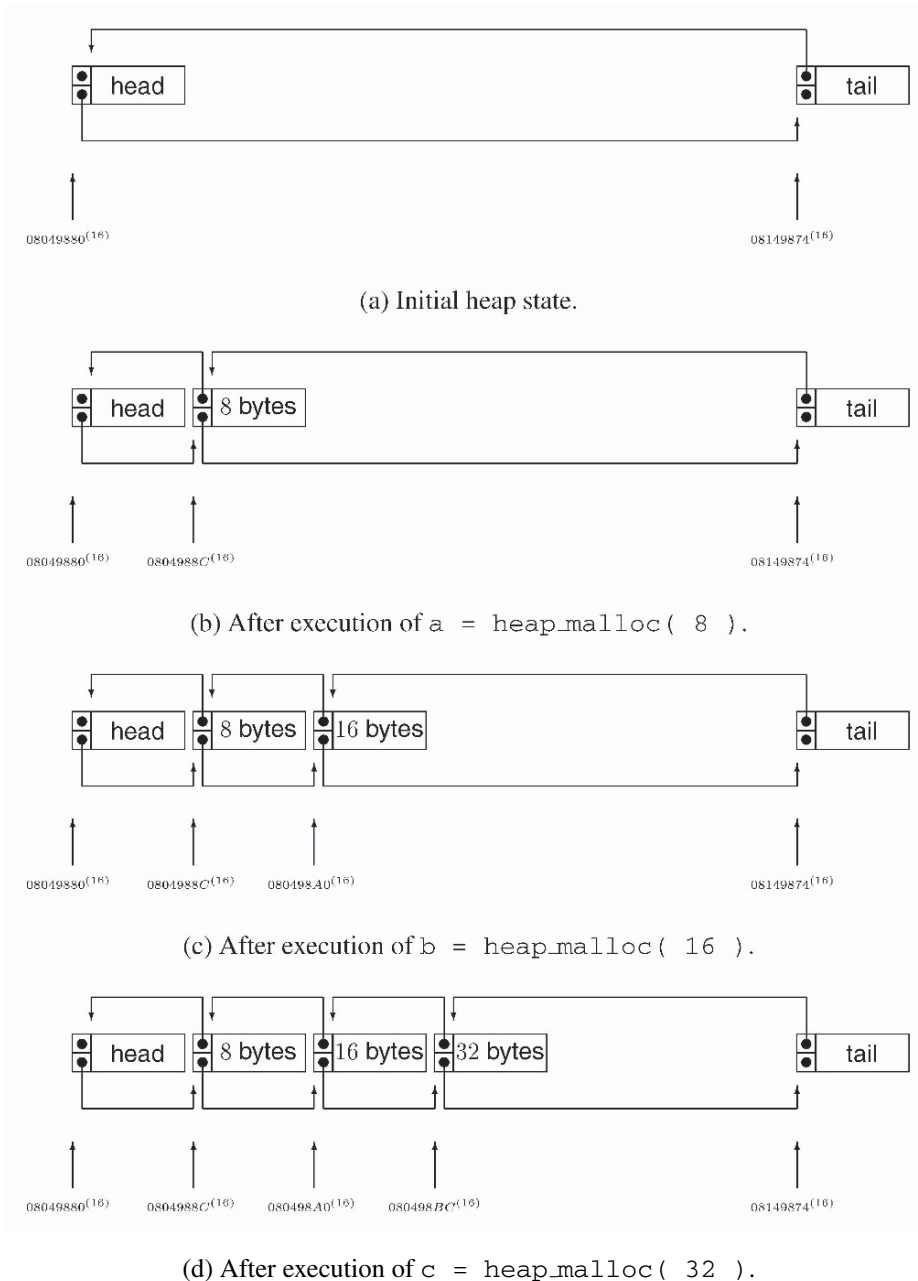 head tail
08049880(16) 08149874(16)
(a) Initial heap state.
head 8 bytes tail
08049880(16) 0804988C(16) 08149874(16)
(b) After execution of a = heap_malloc( 8 ).
head 8 bytes 16 bytes tail
08049880(16) 0804988C(16) 080498A0(16) 08149874(16)
(c) After execution of b = heap_malloc( 16 ).
head 8 bytes 16 bytes 32 bytes tail
08049880(16) 0804988C(16) 080498A0(16) 080498BC(16) 08149874(16)
(d) After execution of c = heap_malloc( 32 ).